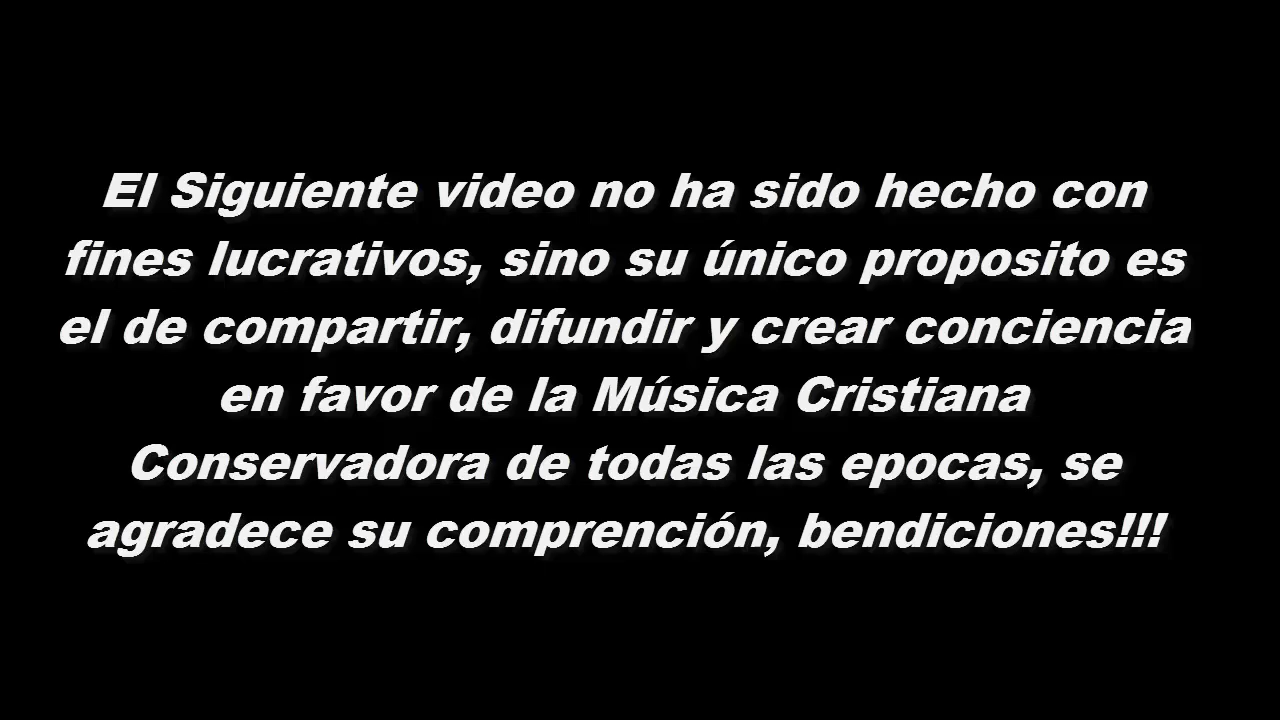 El Siguiente video no ha sido hecho con
fines lucrativos, sino su único proposito es
el de compartir, difundir y crear conciencia
en favor de la Música Cristiana
Conservadora de todas las epocas, se
agradece su comprención, bendiciones!!!